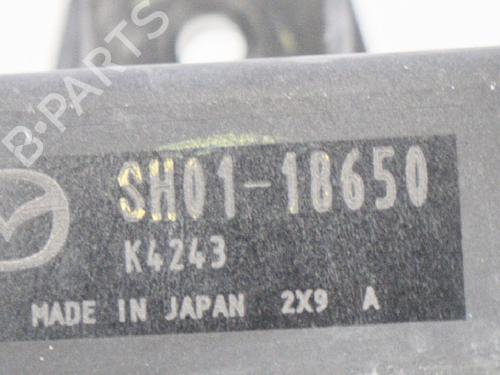 B-PARTS
SH01-18650
K4243
MADE IN JAPAN 2X9 A